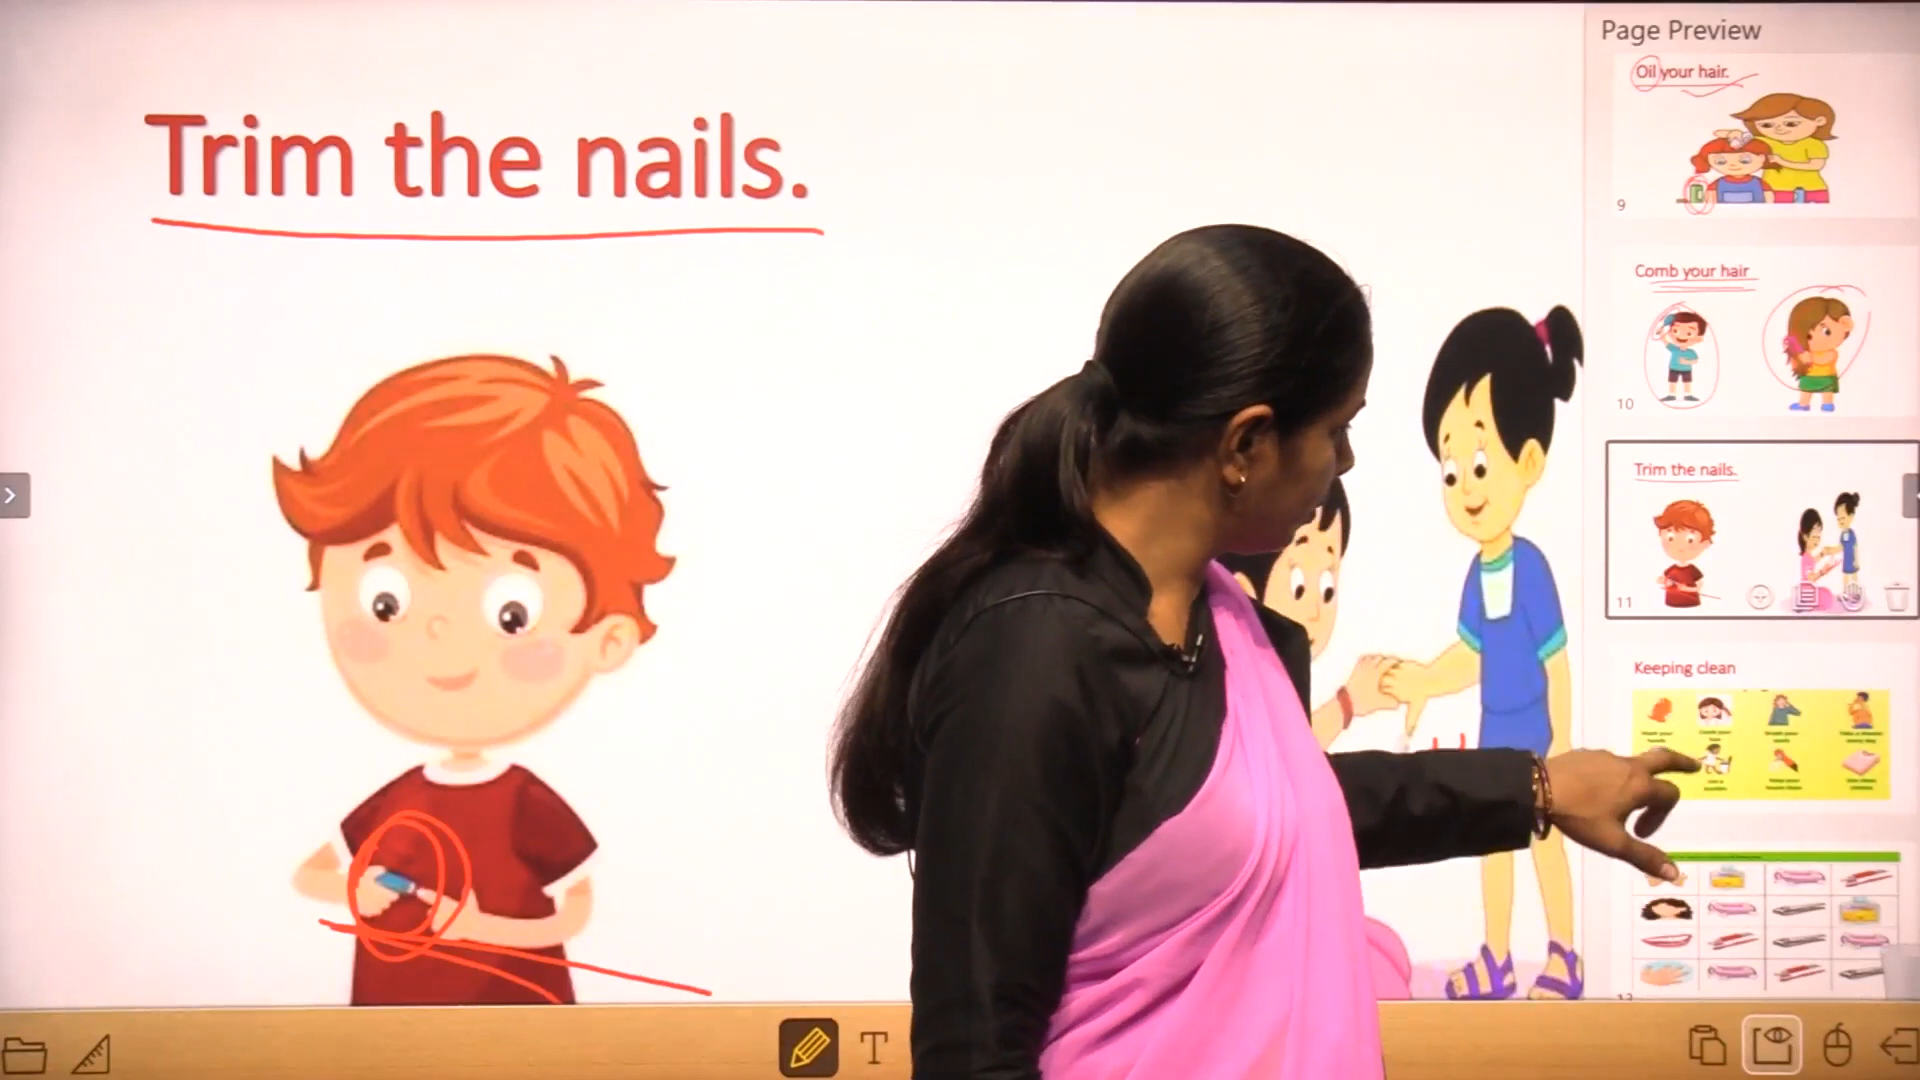 Trim the nails.
Page Preview
Oil your hair.
9
Comb your hair
10
Trim the nails.
11
Keeping clean
T